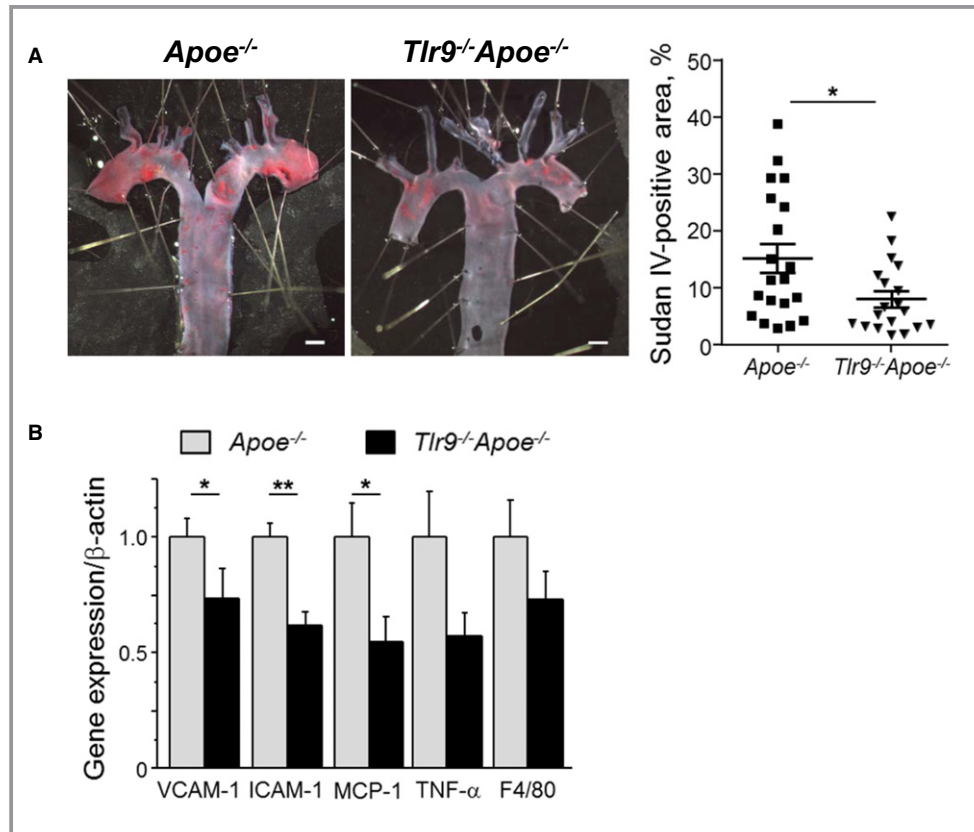 A
Apoe-/-
Tlr9-/-Apoe-/-
Sudan IV-positive area, %
50
40
30
20
10
0
*
Apoe-/-
Tlr9-/-Apoe-/-
B
Apoe-/-
Tlr9-/-Apoe-/-
Gene expression/β-actin
1.0
0.5
0
* ** *
VCAM-1 ICAM-1 MCP-1 TNF-α F4/80